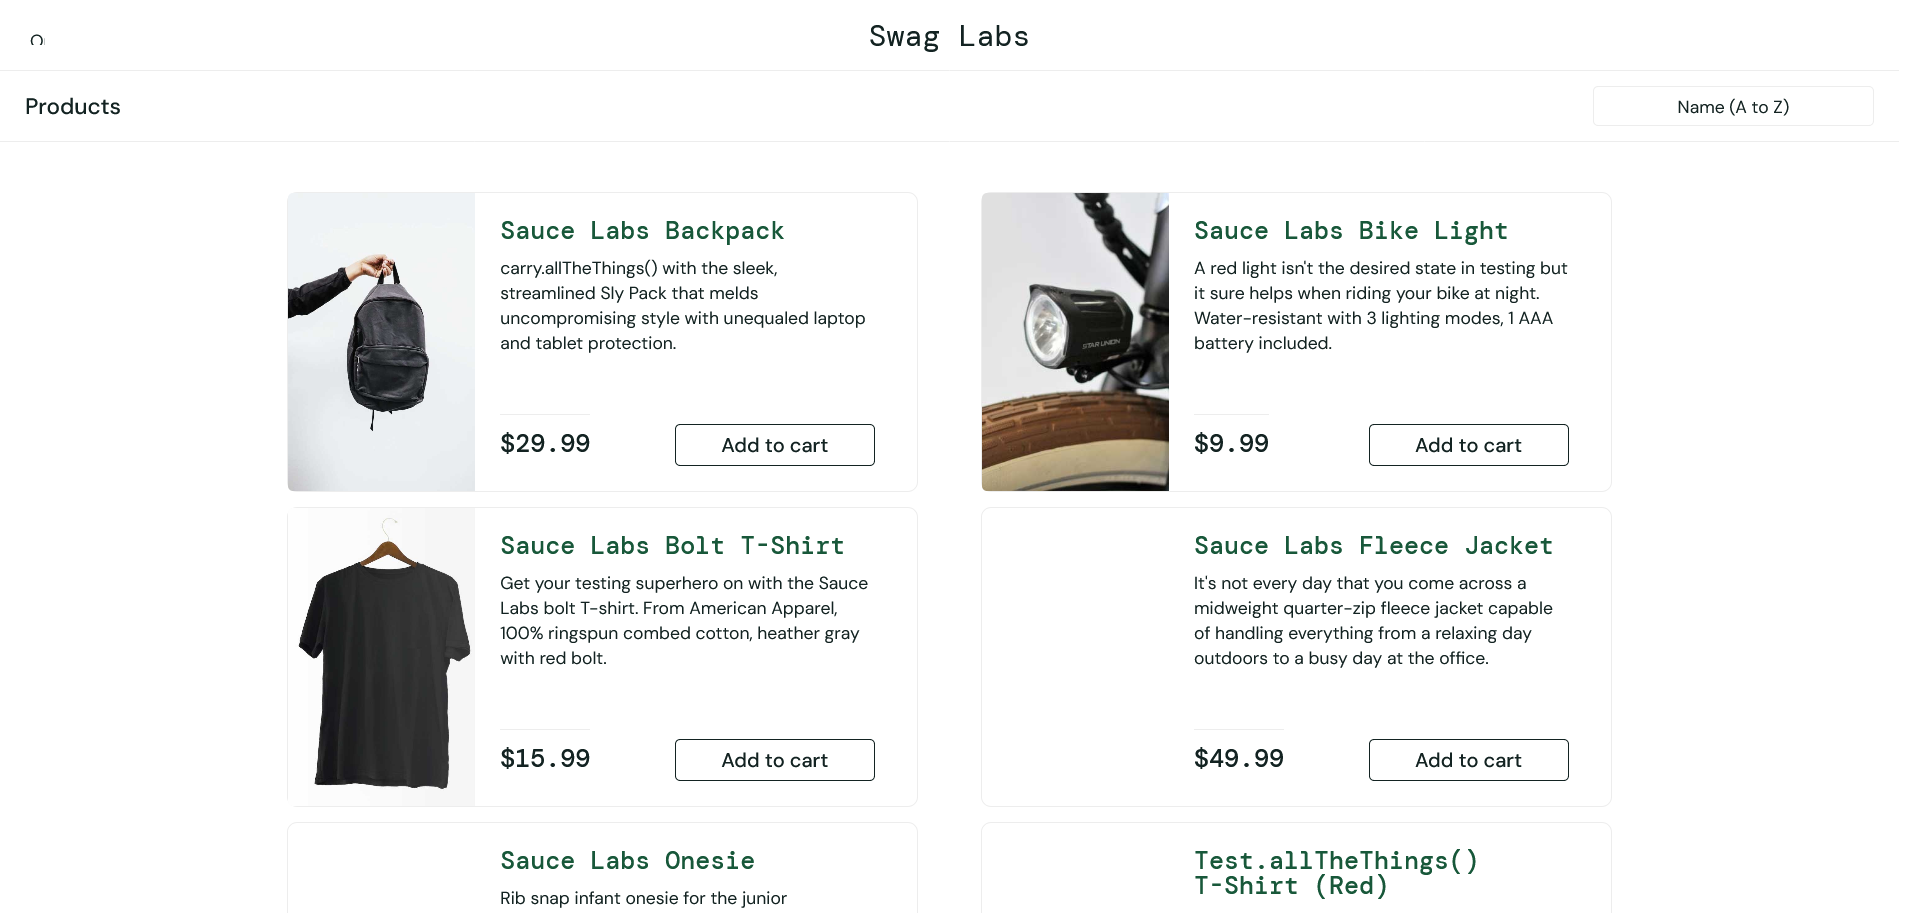 Swag Labs
Products
Name (A to Z)
Sauce Labs Backpack
carry.allTheThings() with the sleek,
streamlined Sly Pack that melds
uncompromising style with unequaled laptop
and tablet protection.
$29.99
Add to cart
Sauce Labs Bike Light
A red light isn't the desired state in testing but
it sure helps when riding your bike at night.
Water-resistant with 3 lighting modes, 1 AAA
battery included.
STAR UNION
$9.99
Add to cart
Sauce Labs Bolt T-Shirt
Get your testing superhero on with the Sauce
Labs bolt T-shirt. From American Apparel,
100% ringspun combed cotton, heather gray
with red bolt.
$15.99
Add to cart
Sauce Labs Fleece Jacket
It's not every day that you come across a
midweight quarter-zip fleece jacket capable
of handling everything from a relaxing day
outdoors to a busy day at the office.
$49.99
Add to cart
Sauce Labs Onesie
Rib snap infant onesie for the junior
Test.allTheThings()
T-Shirt (Red)